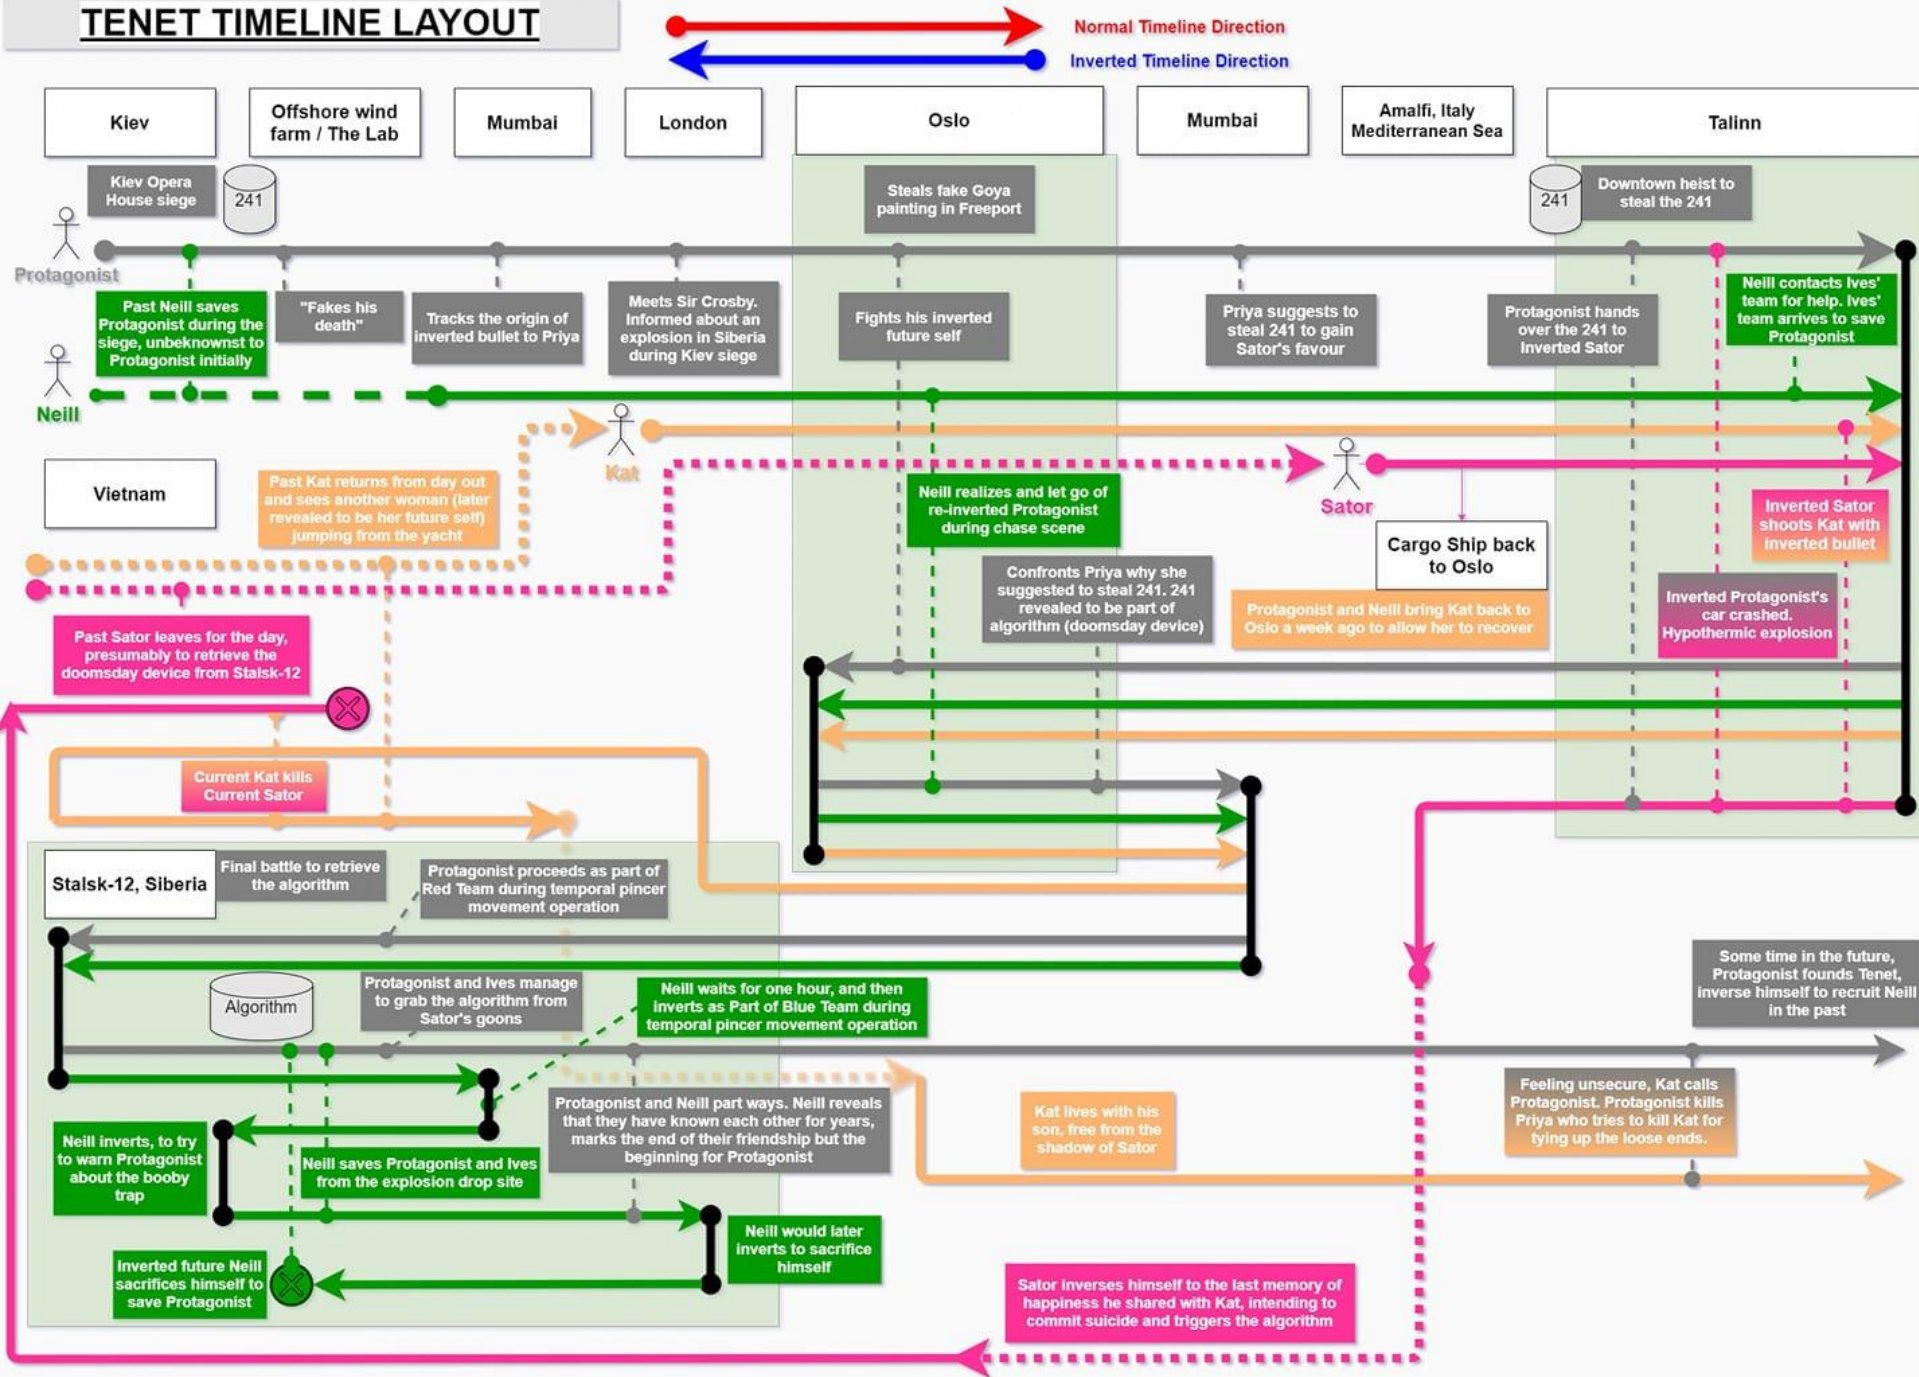 TENET TIMELINE LAYOUT
Normal Timeline Direction
Inverted Timeline Direction
Kiev
Offshore wind
farm / The Lab
Mumbai
London
Oslo
Mumbai
Amalfi, Italy
Mediterranean Sea
Talinn
Kiev Opera
House siege
241
Steals fake Goya
painting in Freeport
241
Downtown heist to
steal the 241
Protagonist
Past Neill saves
Protagonist during the
siege, unbeknownst to
Protagonist initially
"Fakes his
death"
Tracks the origin of
inverted bullet to Priya
Meets Sir Crosby.
Informed about an
explosion in Siberia
during Kiev siege
Fights his inverted
future self
Priya suggests to
steal 241 to gain
Sator's favour
Protagonist hands
over the 241 to
Inverted Sator
Neill contacts Ives'
team for help. Ives'
team arrives to save
Protagonist
Neill
Kat
Vietnam
Past Kat returns from day out
and sees another woman (later
revealed to be her future self)
jumping from the yacht
Neill realizes and let go of
re-inverted Protagonist
during chase scene
Sator
Inverted Sator
shoots Kat with
inverted bullet
Cargo Ship back
to Oslo
Confronts Priya why she
suggested to steal 241. 241
revealed to be part of
algorithm (doomsday device)
Protagonist and Neill bring Kat back to
Oslo a week ago to allow her to recover
Inverted Protagonist's
car crashed.
Hypothermic explosion
Past Sator leaves for the day,
presumably to retrieve the
doomsday device from Stalsk-12
Current Kat kills
Current Sator
Stalsk-12, Siberia
Final battle to retrieve
the algorithm
Protagonist proceeds as part of
Red Team during temporal pincer
movement operation
Algorithm
Protagonist and Ives manage
to grab the algorithm from
Sator's goons
Neill waits for one hour, and then
inverts as Part of Blue Team during
temporal pincer movement operation
Some time in the future,
Protagonist founds Tenet,
inverse himself to recruit Neill
in the past
Neill inverts, to try
to warn Protagonist
about the booby
trap
Neill saves Protagonist and Ives
from the explosion drop site
Protagonist and Neill part ways. Neill reveals
that they have known each other for years,
marks the end of their friendship but the
beginning for Protagonist
Kat lives with his
son, free from the
shadow of Sator
Feeling unsecure, Kat calls
Protagonist. Protagonist kills
Priya who tries to kill Kat for
tying up the loose ends.
Neill would later
inverts to sacrifice
himself
Inverted future Neill
sacrifices himself to
save Protagonist
Sator inverses himself to the last memory of
happiness he shared with Kat, intending to
commit suicide and triggers the algorithm